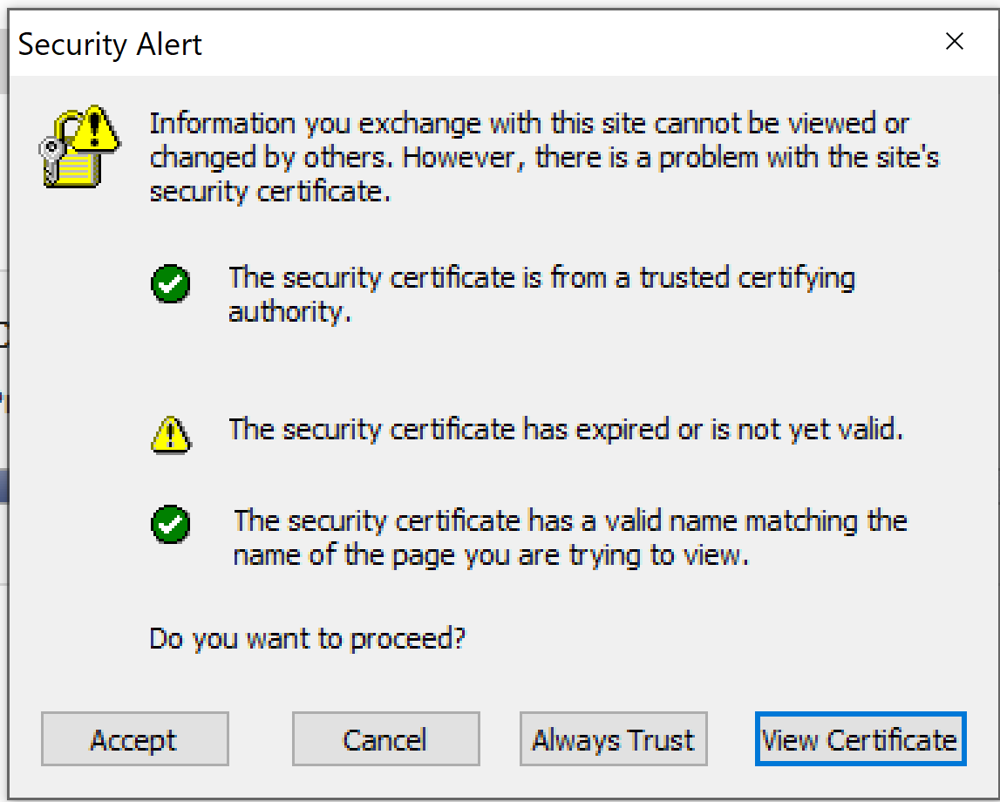 Security Alert
Information you exchange with this site cannot be viewed or
changed by others. However, there is a problem with the site's
security certificate.
The security certificate is from a trusted certifying
authority.
The security certificate has expired or is not yet valid.
The security certificate has a valid name matching the
name of the page you are trying to view.
Do you want to proceed?
Accept
Cancel
Always Trust
View Certificate